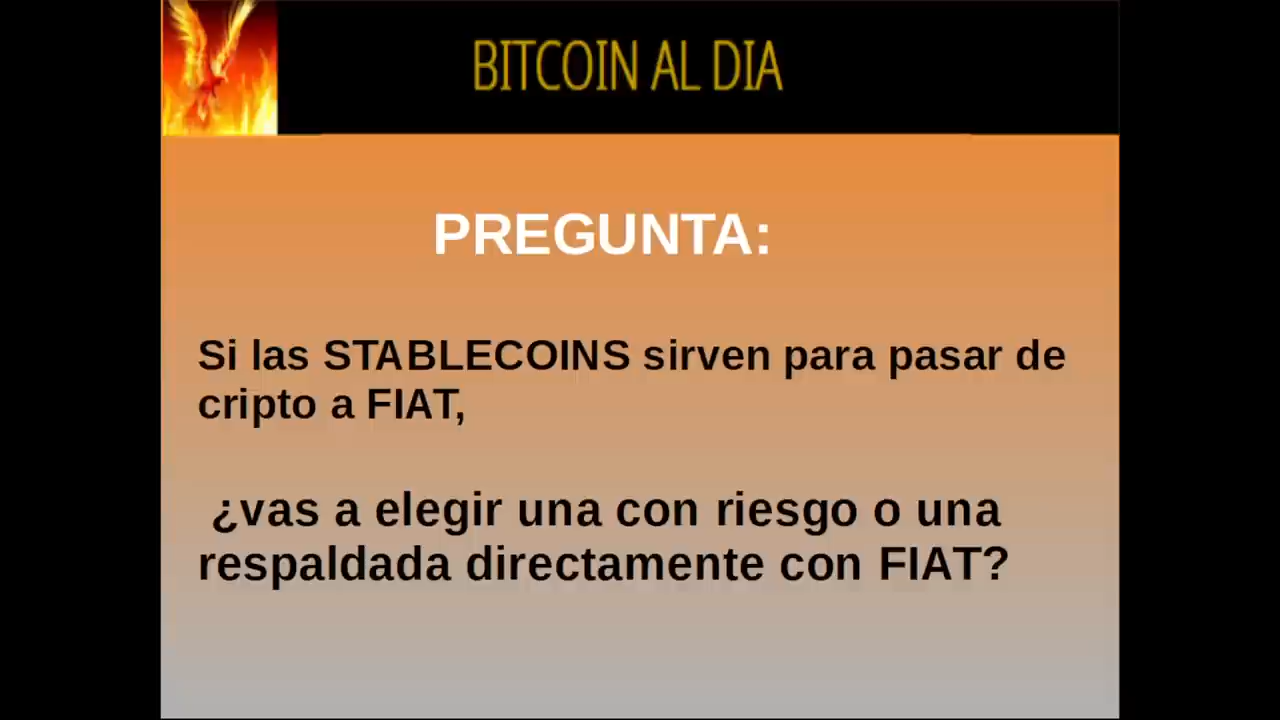 BITCOIN AL DIA
PREGUNTA:
Si las STABLECOINS sirven para pasar de
cripto a FIAT,
¿vas a elegir una con riesgo o una
respaldada directamente con FIAT?